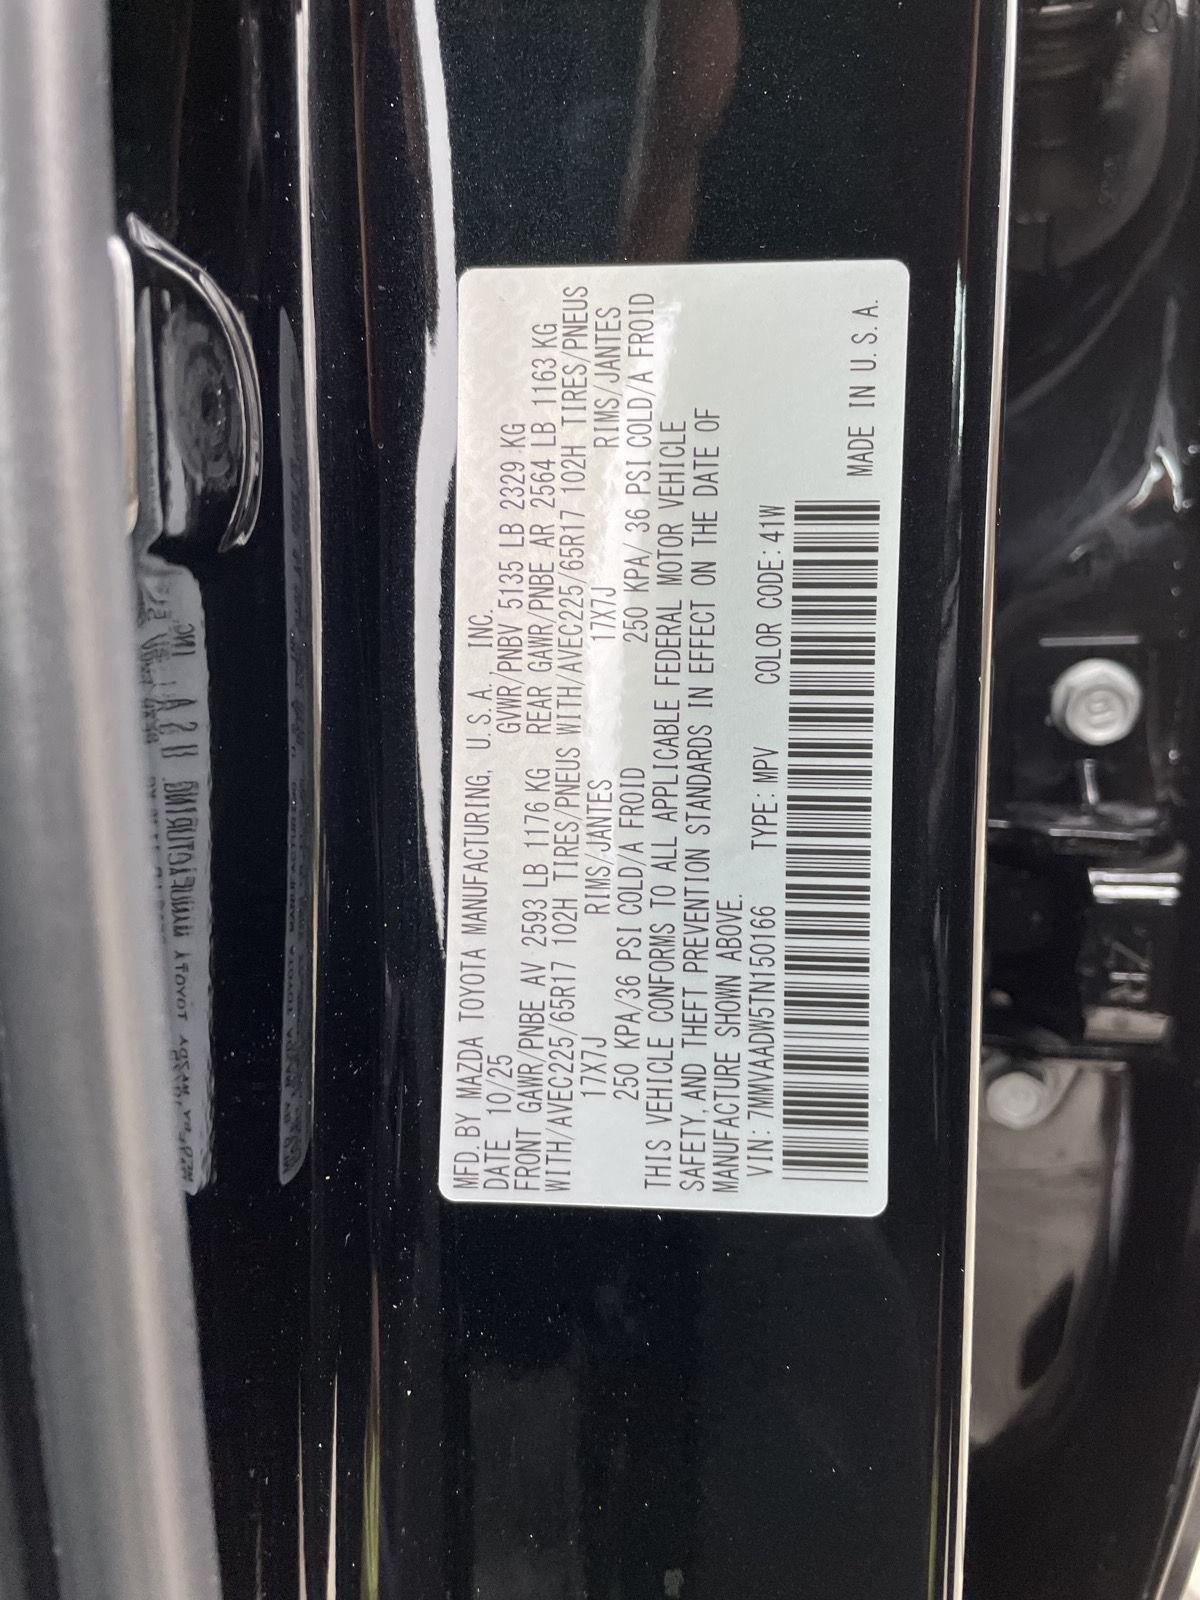 MFD. BY MAZDA TOYOTA MANUFACTURING, U. S. A. INC.
DATE 10/25 GVWR/PNBV 5135 LB 2329 KG
FRONT GAWR/PNBE AV 2593 LB 1176 KG REAR GAWR/PNBE AR 2564 LB 1163 KG
WITH/AVEC225/65R17 102H TIRES/PNEUS WITH/AVEC225/65R17 102H TIRES/PNEUS
17X7J RIMS/JANTES 17X7J RIMS/JANTES
250 KPA/36 PSI COLD/A FROID 250 KPA/ 36 PSI COLD/A FROID
THIS VEHICLE CONFORMS TO ALL APPLICABLE FEDERAL MOTOR VEHICLE
SAFETY, AND THEFT PREVENTION STANDARDS IN EFFECT ON THE DATE OF
MANUFACTURE SHOWN ABOVE.
VIN: 7MMVAADW5TN150166 TYPE: MPV COLOR CODE: 41W
MADE IN U. S. A.